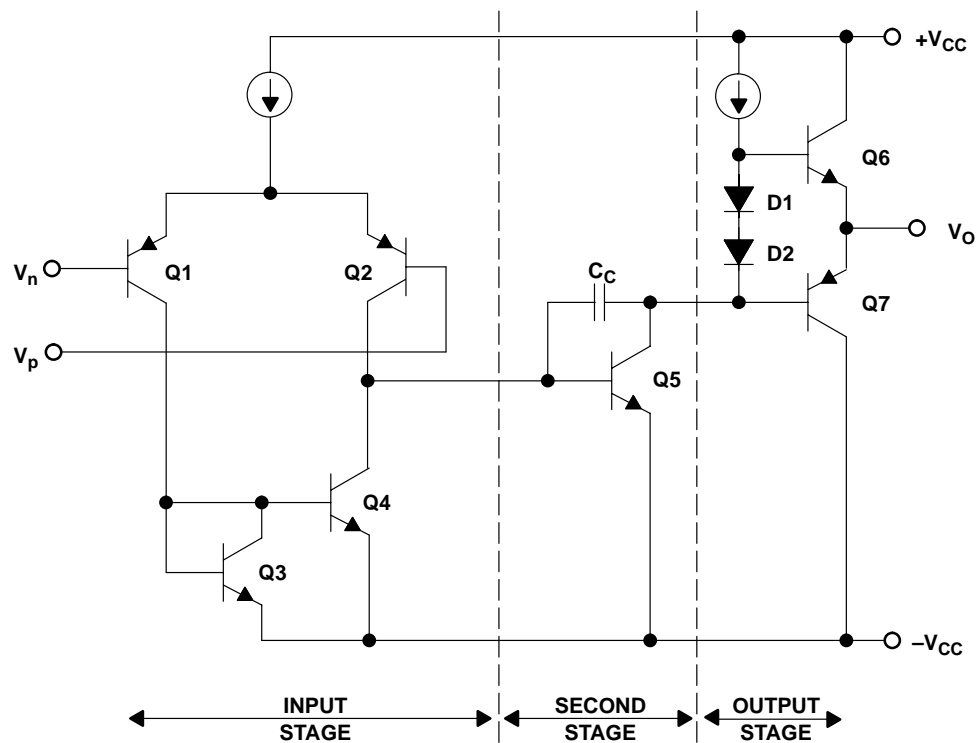 +VCC
Q6
D1
VO
Vn
Q1
Q2
D2
CC
Q7
Vp
Q5
Q4
Q3
–VCC
INPUT
STAGE
SECOND
STAGE
OUTPUT
STAGE